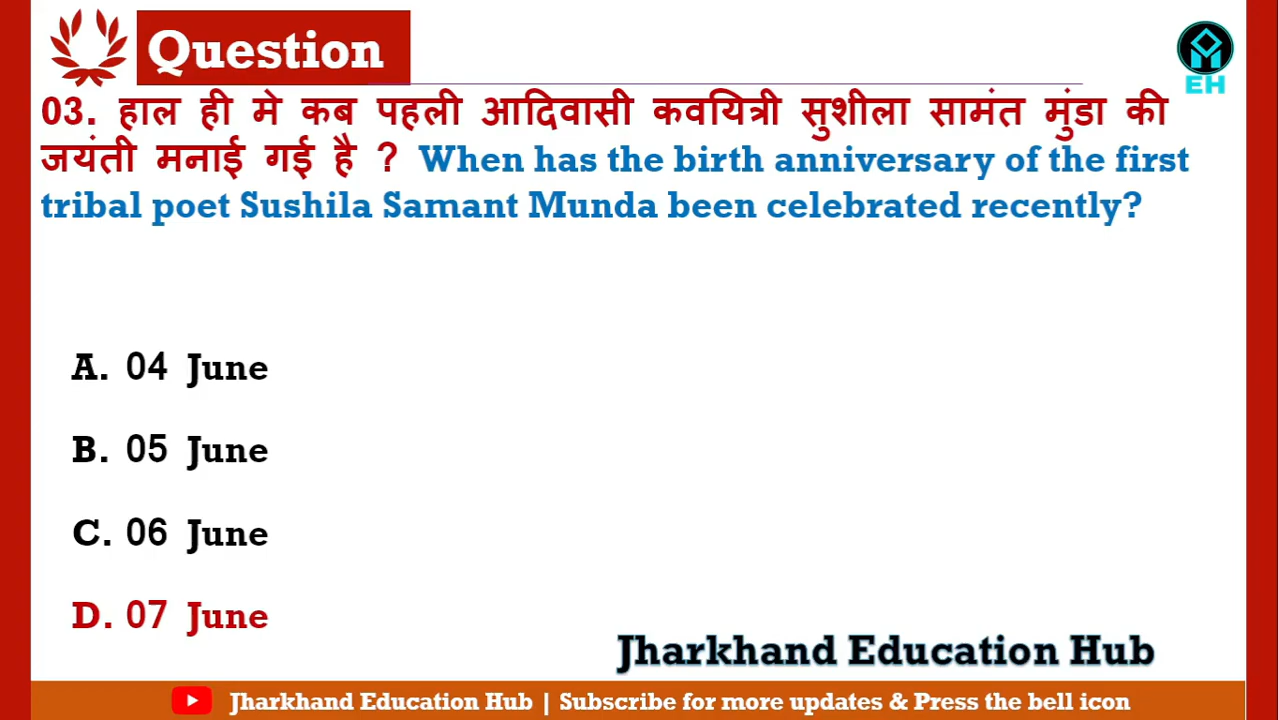 Question
EH
03. हाल ही मे कब पहली आदिवासी कवयित्री सुशीला सामंत मुंडा की
जयंती मनाई गई है ? When has the birth anniversary of the first
tribal poet Sushila Samant Munda been celebrated recently?
A. 04 June
B. 05 June
C. 06 June
D. 07 June
Jharkhand Education Hub
Jharkhand Education Hub | Subscribe for more updates & Press the bell icon